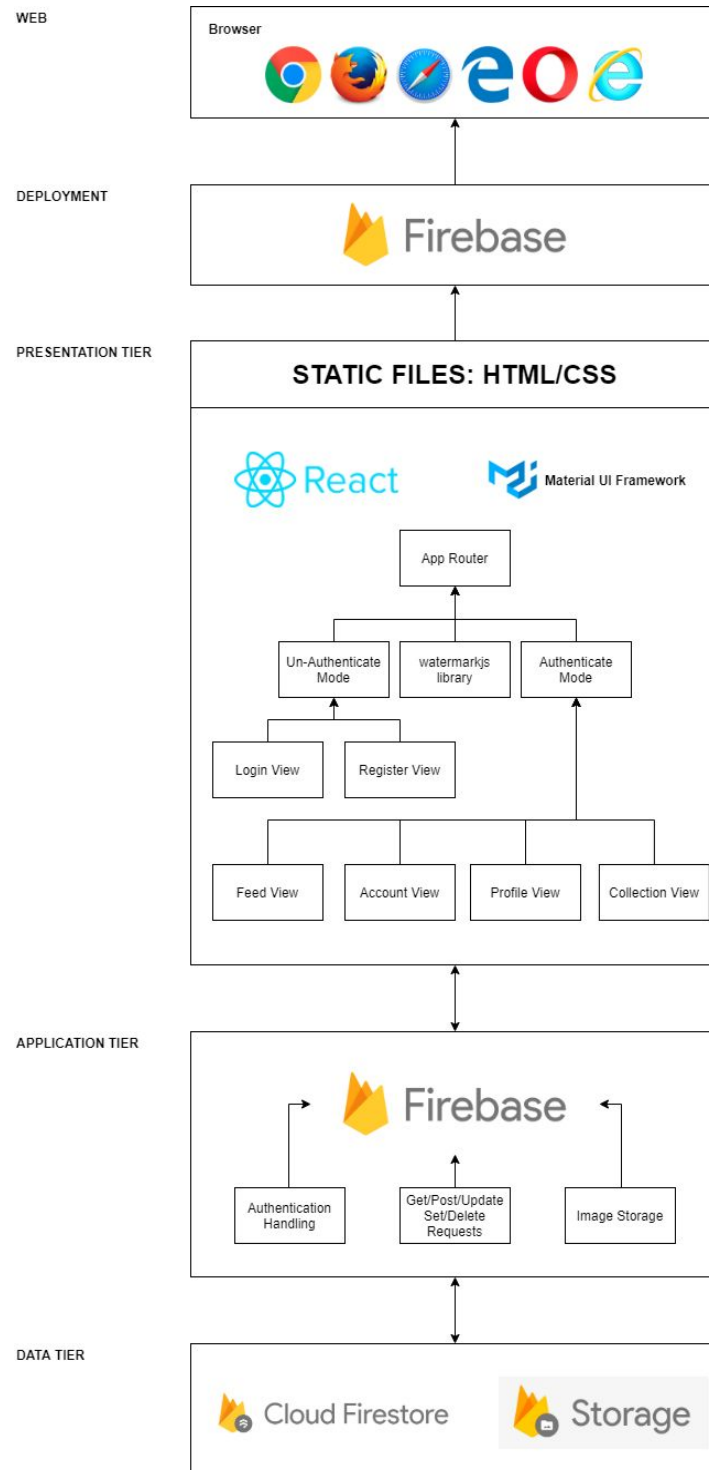 WEB
Browser
DEPLOYMENT
Firebase
PRESENTATION TIER
STATIC FILES: HTML/CSS
React
Material UI Framework
App Router
Un-Authenticate
Mode
watermarkjs
library
Authenticate
Mode
Login View
Register View
Feed View
Account View
Profile View
Collection View
APPLICATION TIER
Firebase
Authentication
Handling
Get/Post/Update
Set/Delete
Requests
Image Storage
DATA TIER
Cloud Firestore
Storage